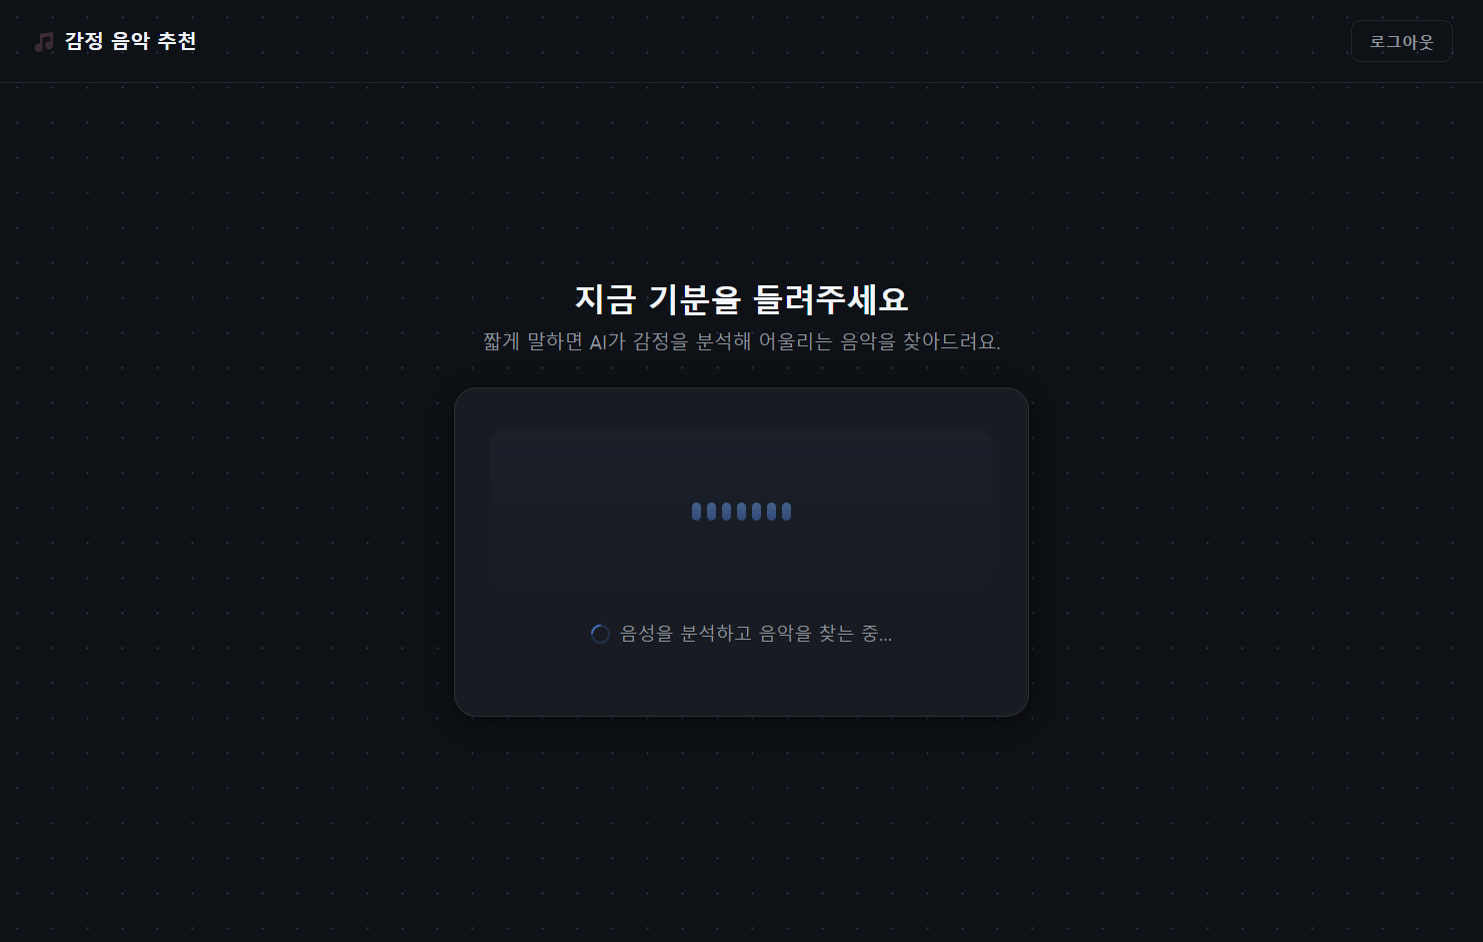 감정 음악 추천
로그아웃
지금 기분을 들려주세요
짧게 말하면 AI가 감정을 분석해 어울리는 음악을 찾아드려요.
음성을 분석하고 음악을 찾는 중...